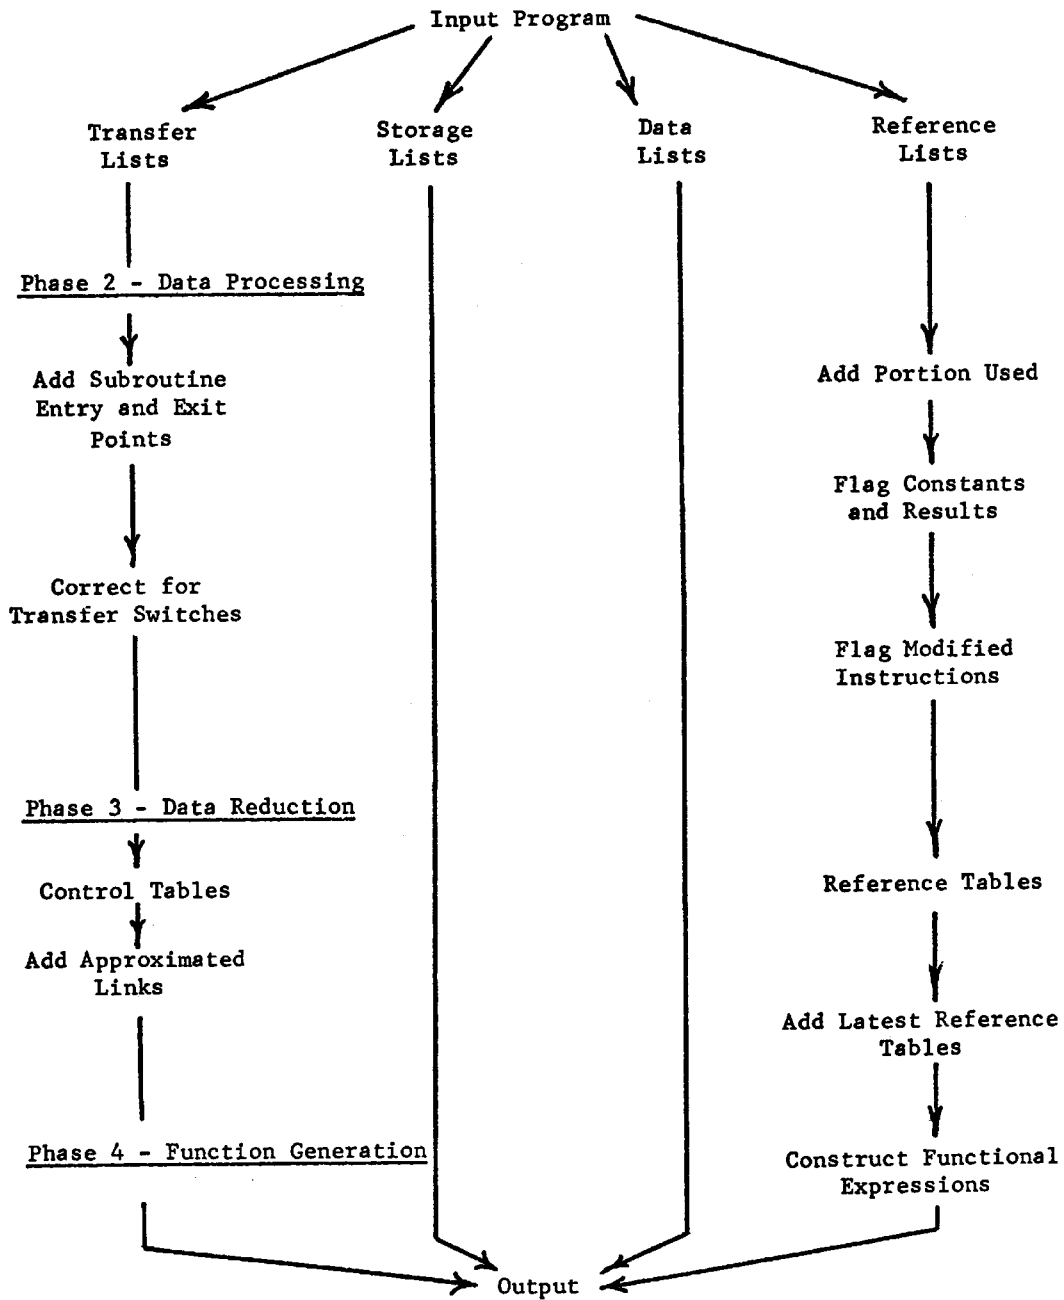 Input Program
Transfer
Lists
Storage
Lists
Data
Lists
Reference
Lists
Phase 2 - Data Processing
Add Subroutine
Entry and Exit
Points
Add Portion Used
Flag Constants
and Results
Correct for
Transfer Switches
Flag Modified
Instructions
Phase 3 - Data Reduction
Control Tables
Reference Tables
Add Approximated
Links
Add Latest Reference
Tables
Phase 4 - Function Generation
Construct Functional
Expressions
Output